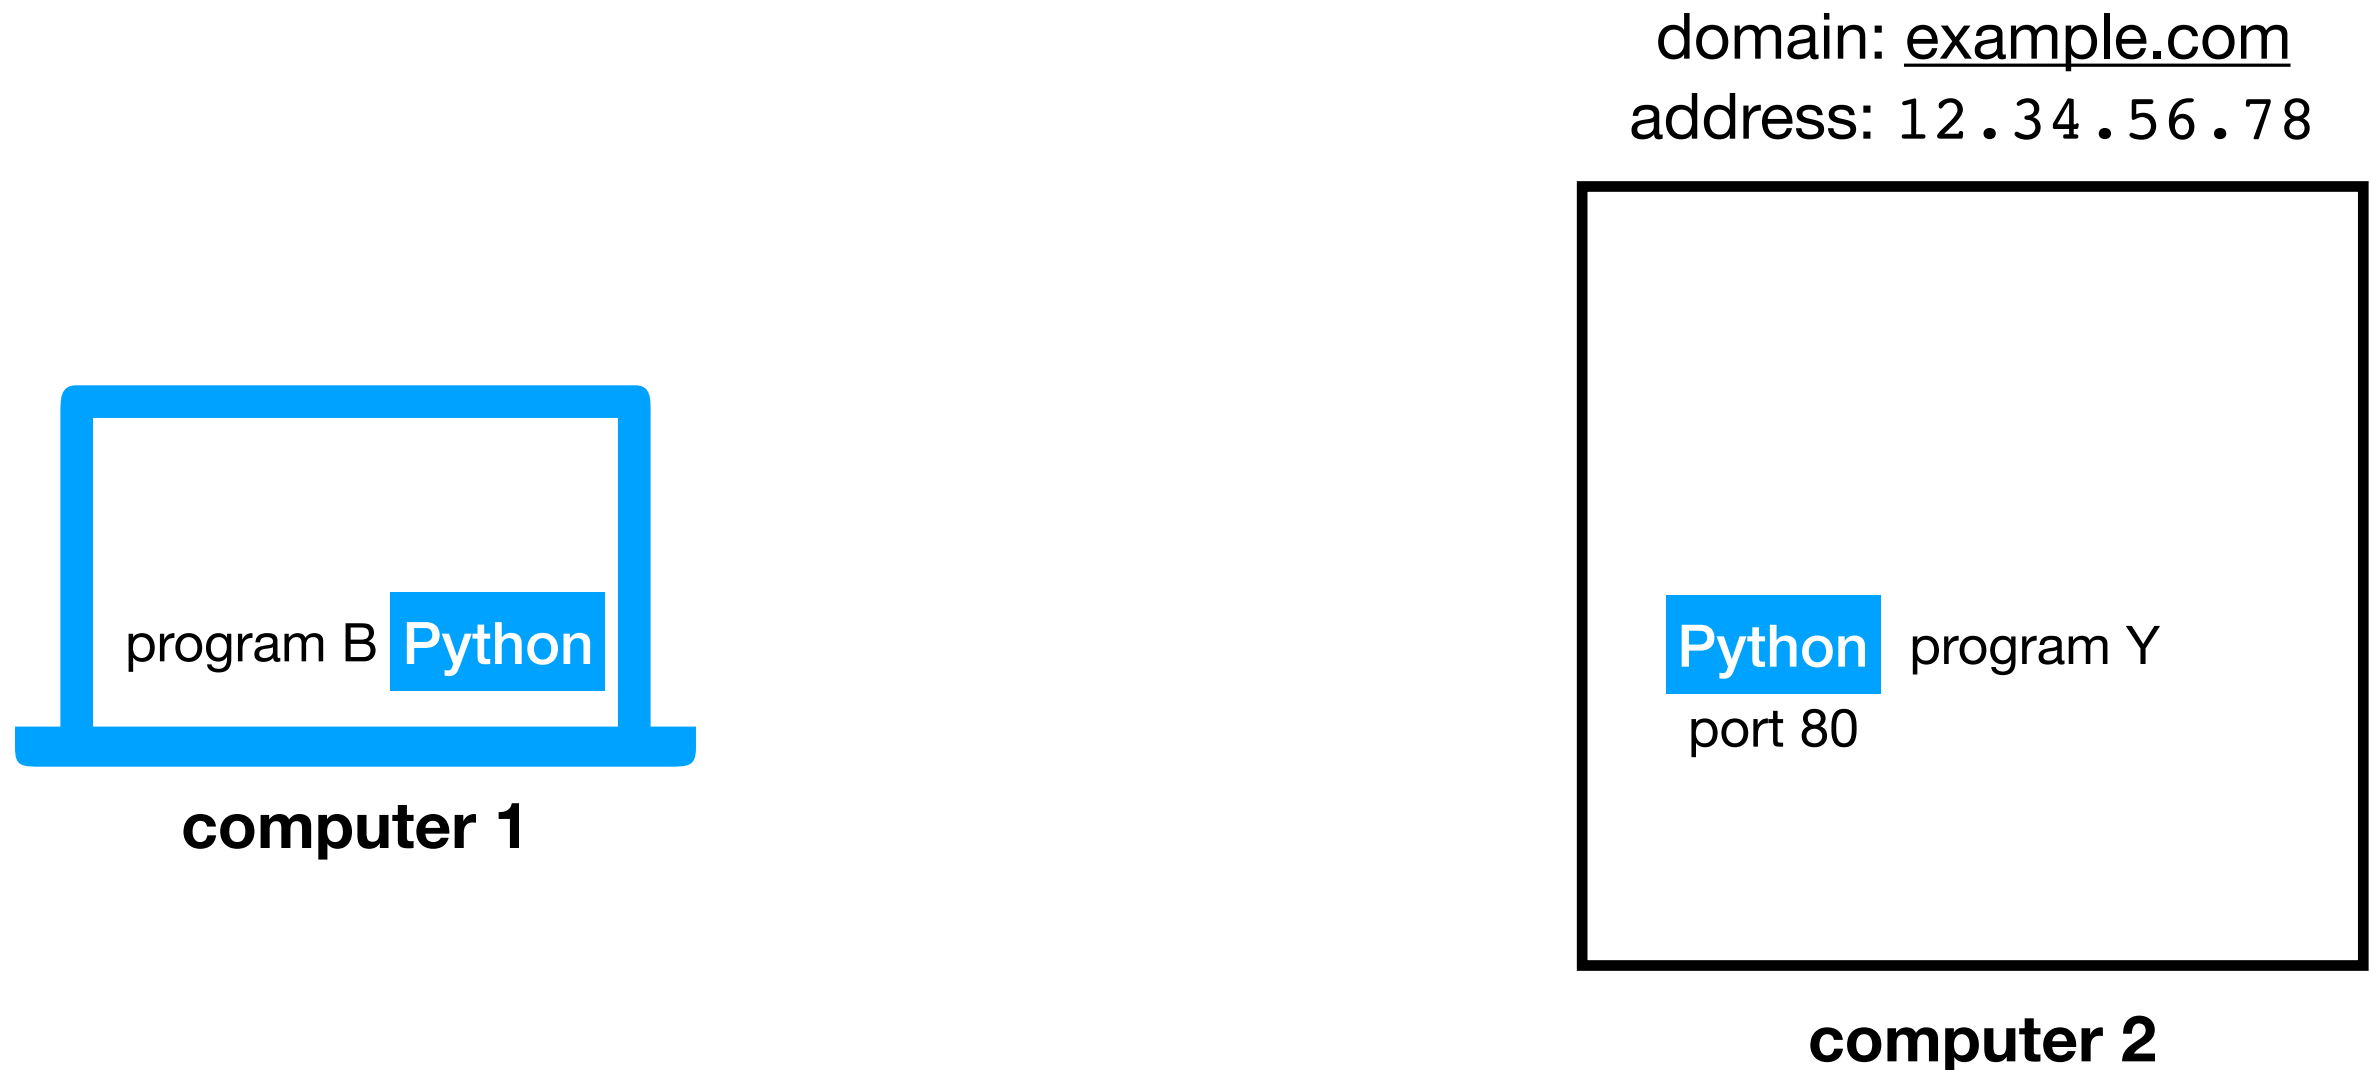 domain: example.com
address: 12.34.56.78
program B Python
computer 1
Python program Y
port 80
computer 2